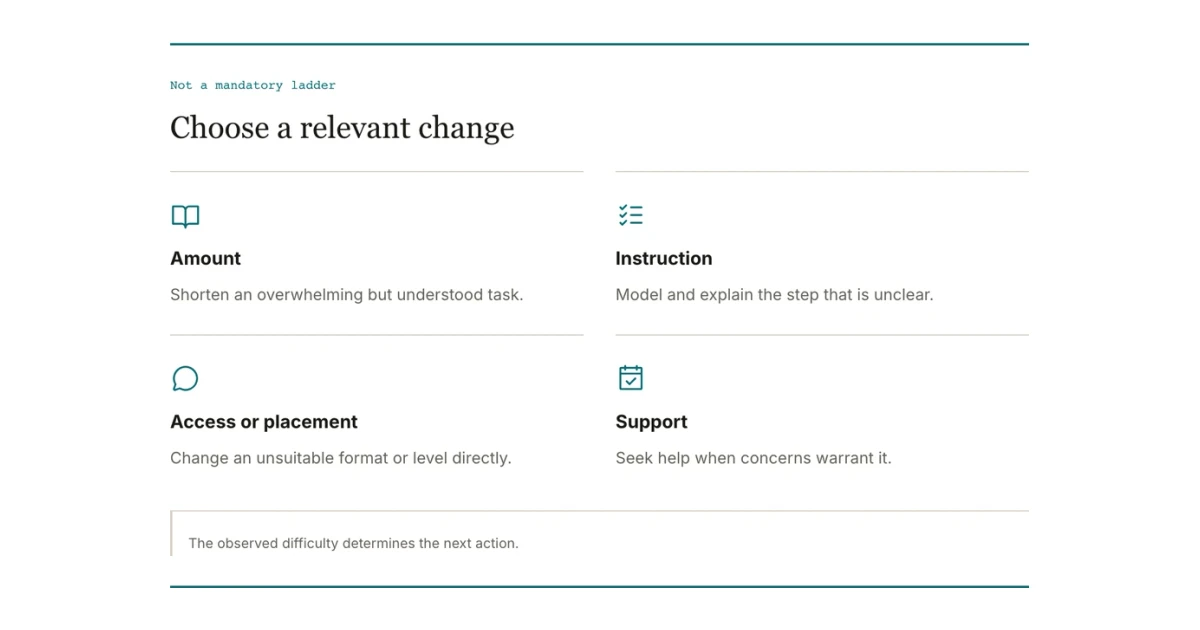 Not a mandatory ladder
Choose a relevant change
Amount
Shorten an overwhelming but understood task.
Instruction
Model and explain the step that is unclear.
Access or placement
Change an unsuitable format or level directly.
Support
Seek help when concerns warrant it.
The observed difficulty determines the next action.